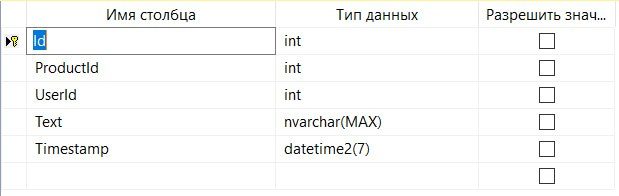 Имя столбца Тип данных Разрешить знач...
Id int
ProductId int
UserId int
Text nvarchar(MAX)
Timestamp datetime2(7)